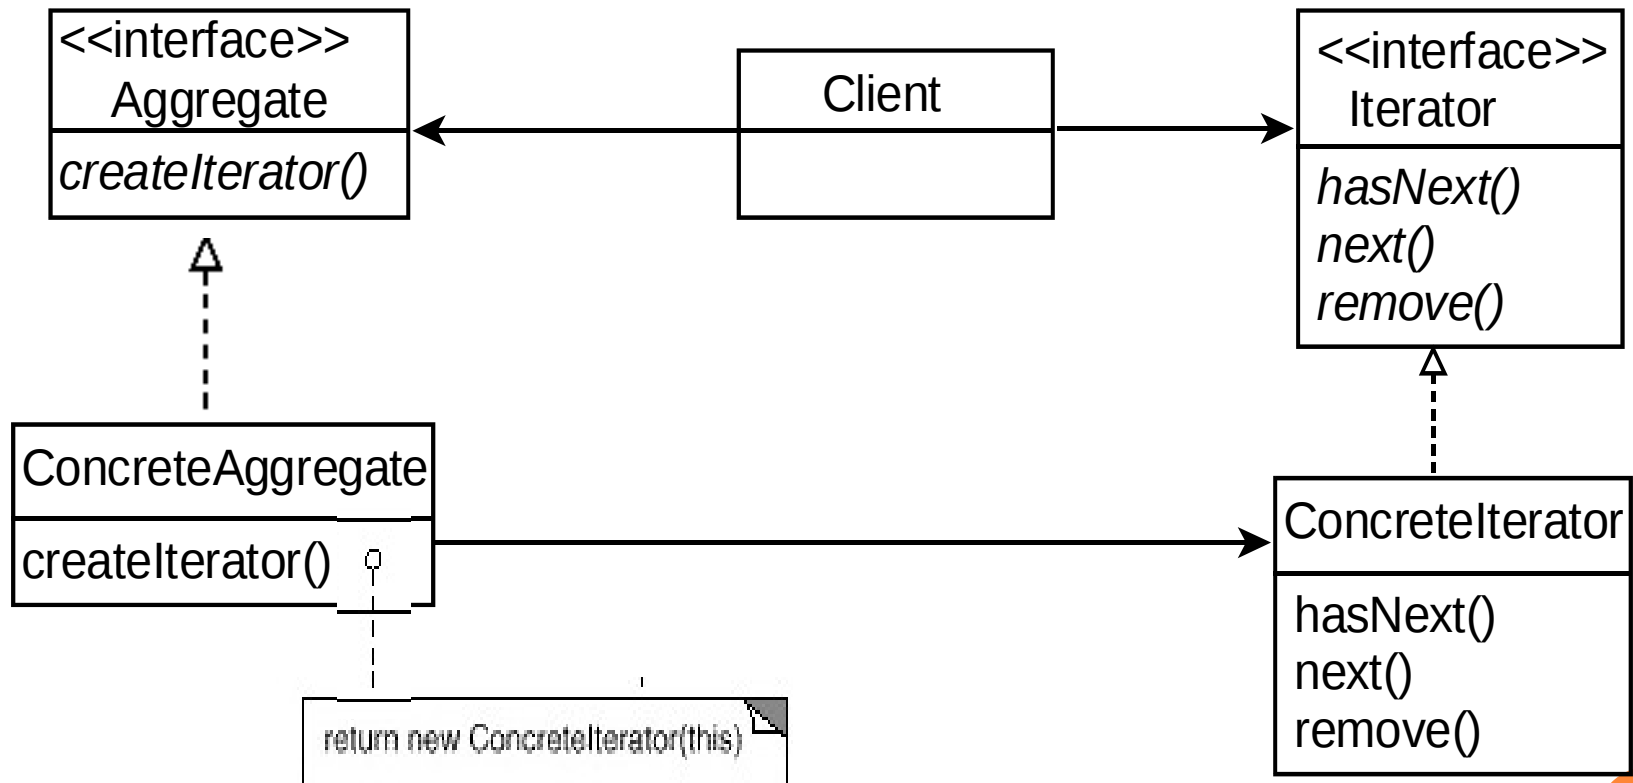 <<interface>>
Aggregate
createIterator()
Client
<<interface>>
Iterator
hasNext()
next()
remove()
ConcreteAggregate
createIterator()
return new ConcreteIterator(this)
ConcreteIterator
hasNext()
next()
remove()